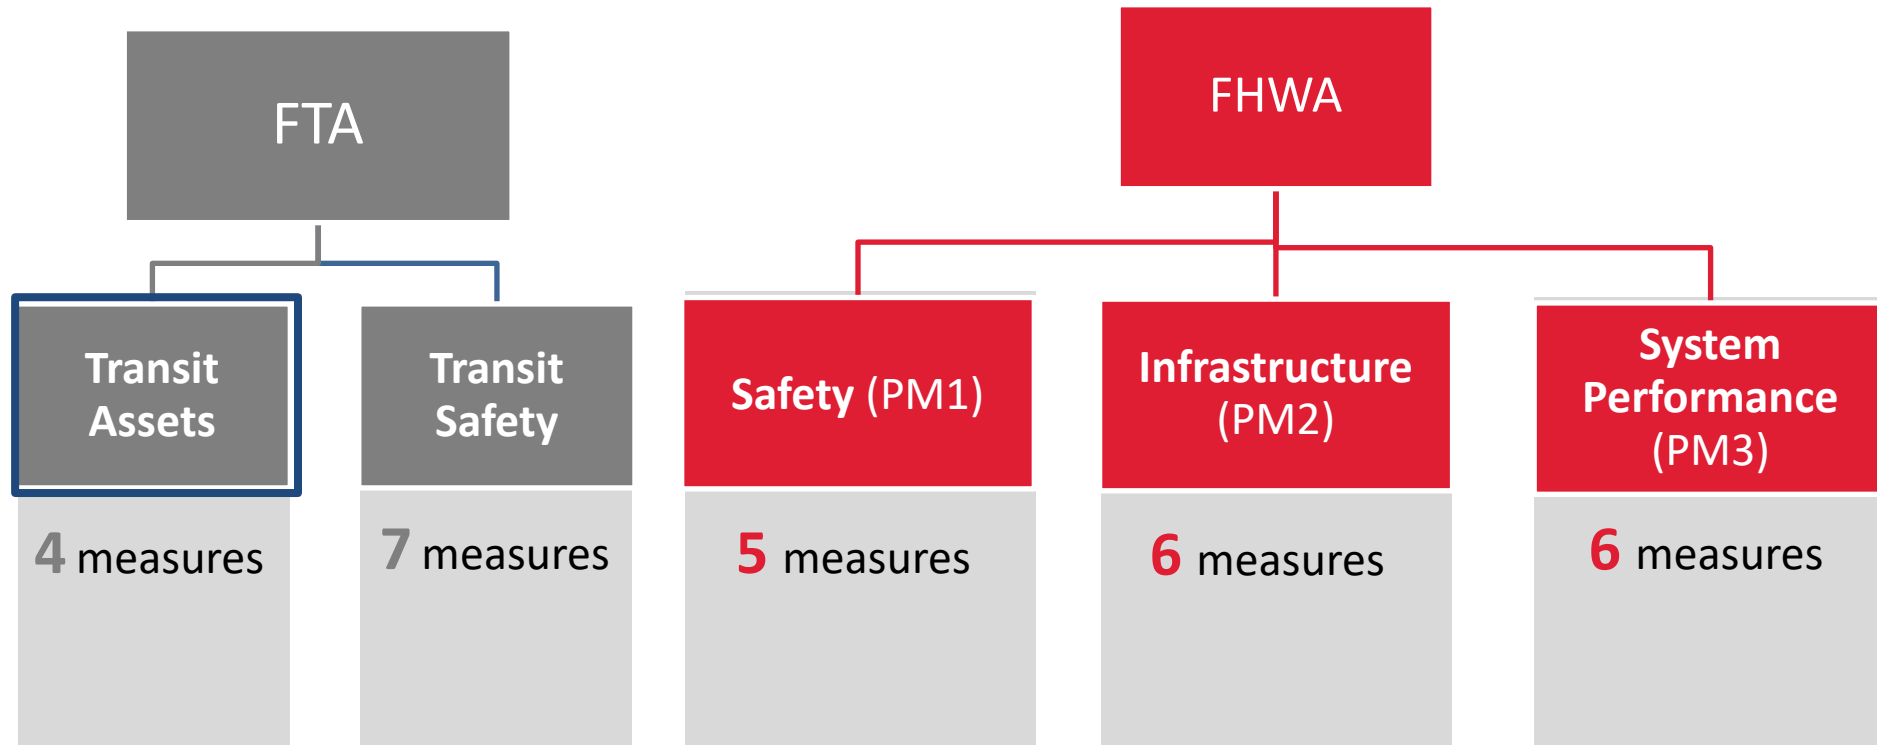 FTA
FHWA
Transit
Assets
Transit
Safety
Safety (PM1)
Infrastructure
(PM2)
System
Performance
(PM3)
4 measures
7 measures
5 measures
6 measures
6 measures